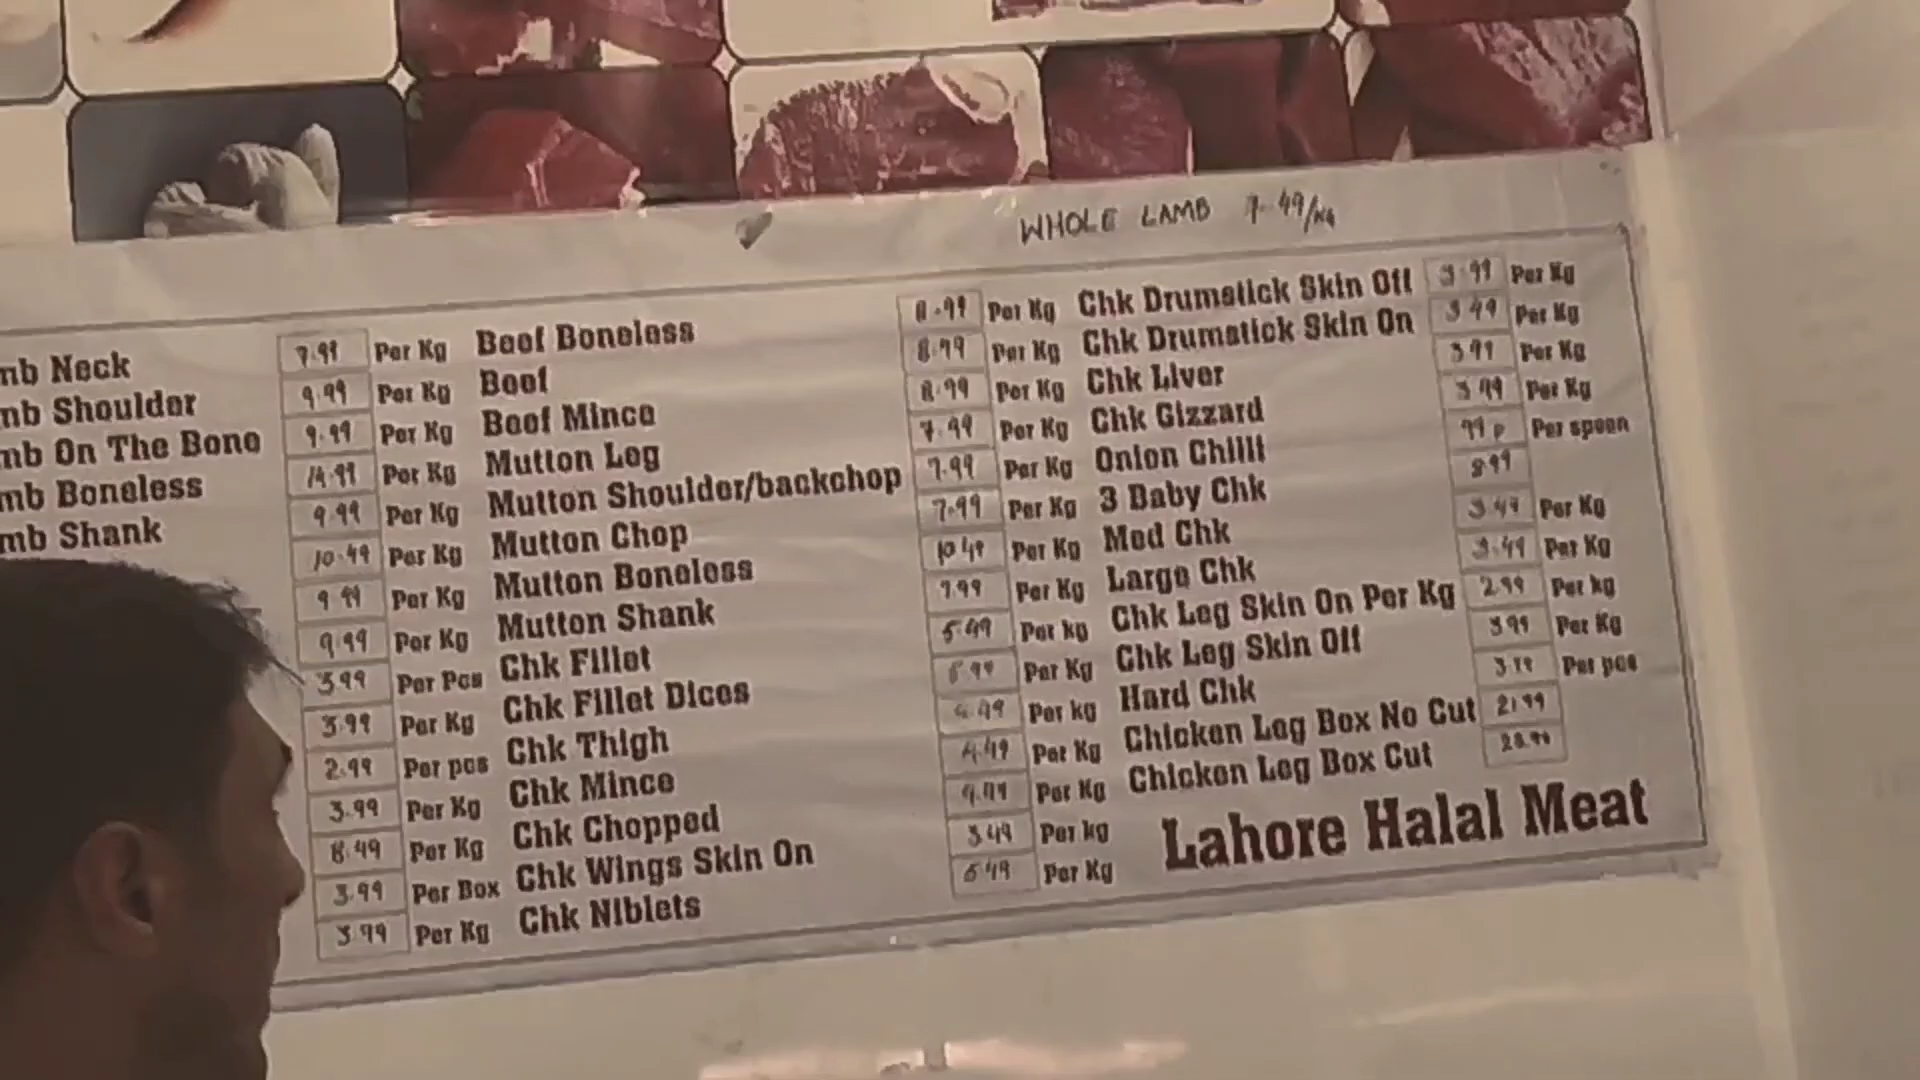 WHOLE LAMB 7.49/KG
mb Neck 7.99 Per Kg
mb Shoulder 9.99 Per Kg
mb On The Bone 9.99 Per Kg
mb Boneless 14.99 Per Kg
mb Shank 9.99 Per Kg
10.49 Per Kg
9.99 Per Kg
9.99 Per Kg
3.99 Per Pcs
3.99 Per Kg
2.99 Per pcs
3.99 Per Kg
8.49 Per Kg
3.99 Per Box
3.99 Per Kg
Beef Boneless 8.99 Per Kg
Beef 8.99 Per Kg
Beef Mince 8.99 Per Kg
Mutton Leg 7.99 Per Kg
Mutton Shoulder/backchop 7.99 Per Kg
Mutton Chop 7.99 Per Kg
Mutton Boneless 10.49 Per Kg
Mutton Shank 7.99 Per Kg
Chk Fillet 5.49 Per kg
Chk Fillet Dices 5.99 Per Kg
Chk Thigh 4.49 Per kg
Chk Mince 4.49 Per Kg
Chk Chopped Per Kg
Chk Wings Skin On 3.49 Per kg
Chk Niblets 5.49 Per Kg
Chk Drumstick Skin Off 3.99 Per Kg
Chk Drumstick Skin On 3.49 Per Kg
Chk Liver 3.99 Per Kg
Chk Gizzard 3.99 Per Kg
Onion Chilli 99p Per spoon
3 Baby Chk 8.99
Med Chk 3.49 Per Kg
Large Chk 3.49 Per Kg
Chk Leg Skin On Per Kg 2.99 Per kg
Chk Leg Skin Off 3.99 Per Kg
Hard Chk Per pce
Chicken Leg Box No Cut 21.99
Chicken Leg Box Cut
Lahore Halal Meat